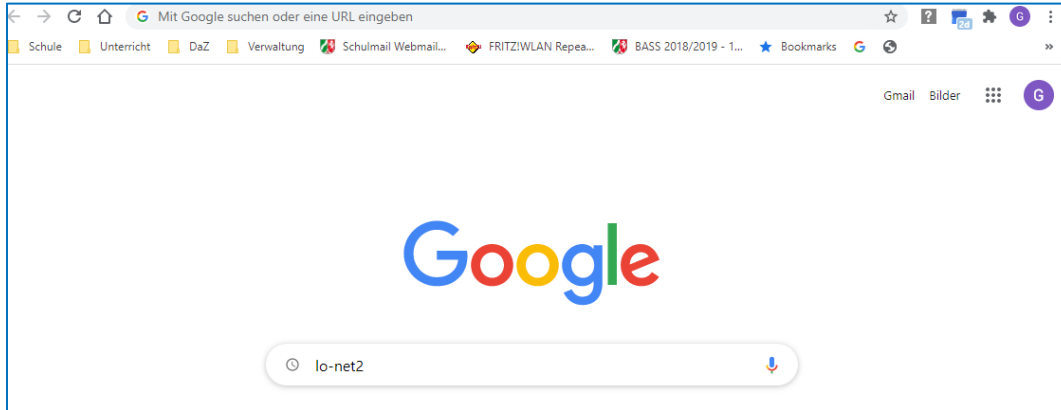 Mit Google suchen oder eine URL eingeben
2d
G
Schule Unterricht DaZ Verwaltung Schulmail Webmail... FRITZ!WLAN Repea... BASS 2018/2019 - 1... Bookmarks »
Gmail Bilder G
Google
lo-net2